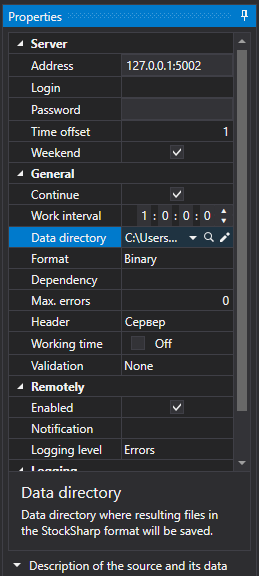 Properties
Server
Address 127.0.0.1:5002
Login
Password
Time offset 1
Weekend
General
Continue
Work interval 1 : 0 : 0 : 0
Data directory C:\Users...
Format Binary
Dependency
Max. errors 0
Header Сервер
Working time Off
Validation None
Remotely
Enabled
Notification
Logging level Errors
Logging
Data directory
Data directory where resulting files in
the StockSharp format will be saved.
Description of the source and its data